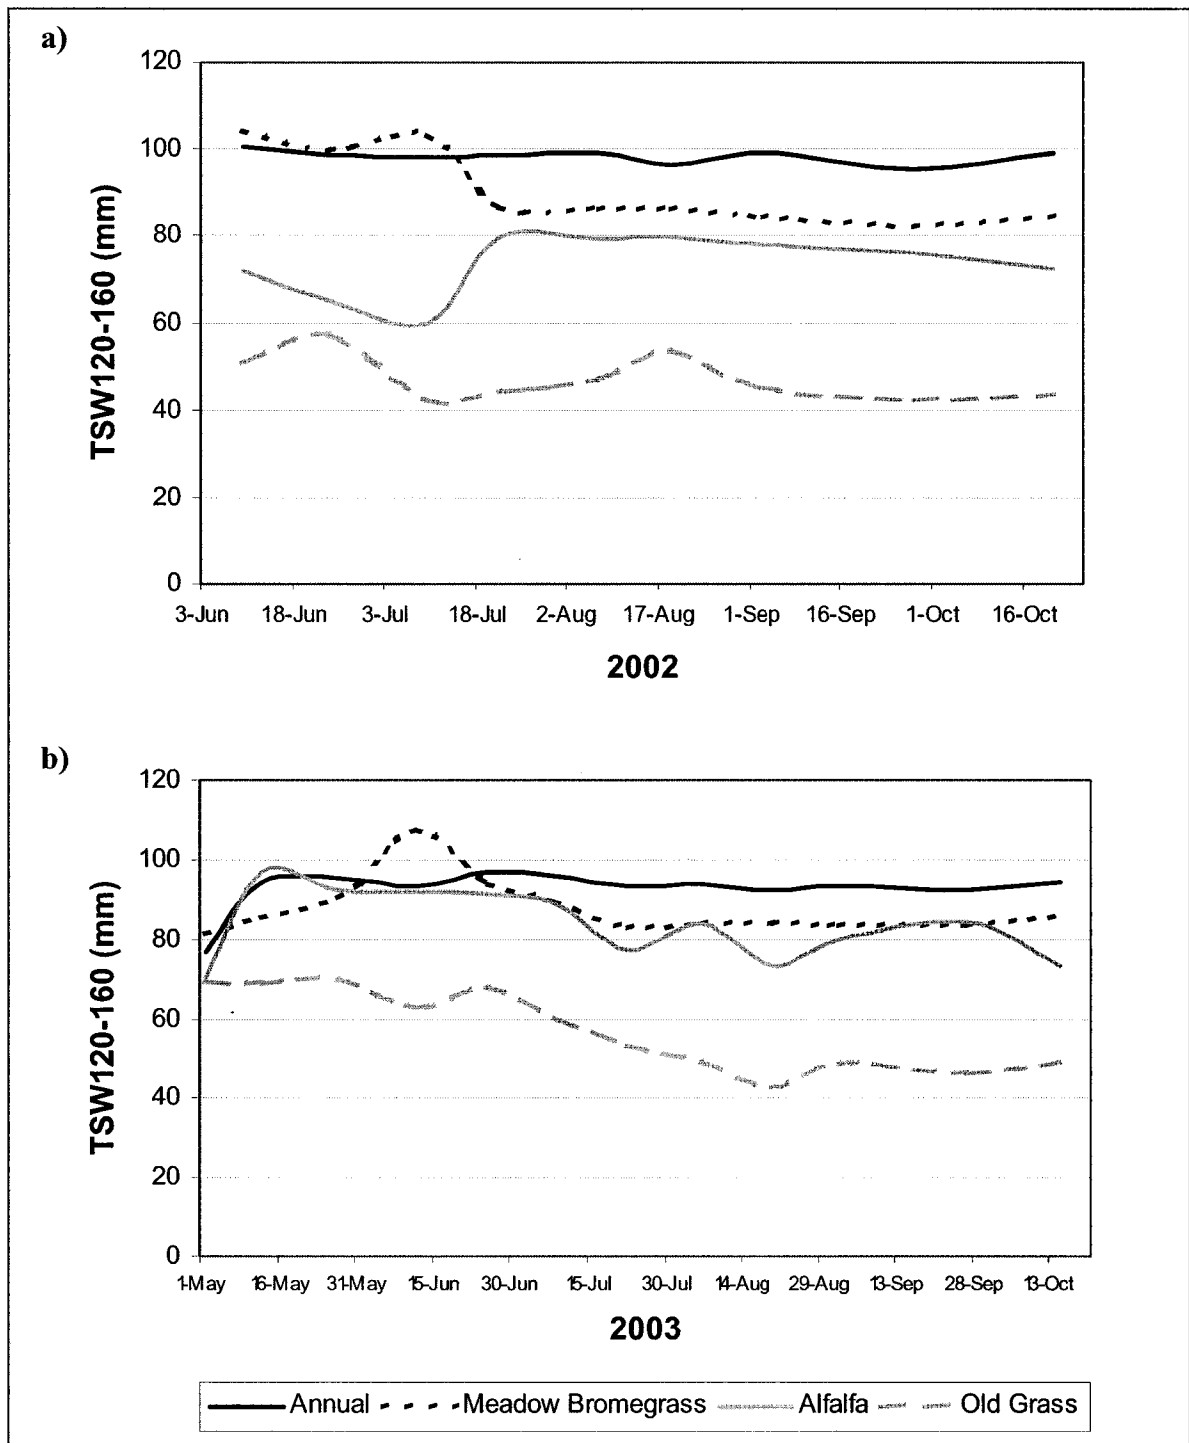 a)
120
100
80
60
40
20
0
TSW120-160 (mm)
3-Jun 18-Jun 3-Jul 18-Jul 2-Aug 17-Aug 1-Sep 16-Sep 1-Oct 16-Oct
2002
b)
120
100
80
60
40
20
0
TSW120-160 (mm)
1-May 16-May 31-May 15-Jun 30-Jun 15-Jul 30-Jul 14-Aug 29-Aug 13-Sep 28-Sep 13-Oct
2003
Annual Meadow Bromegrass Alfalfa Old Grass